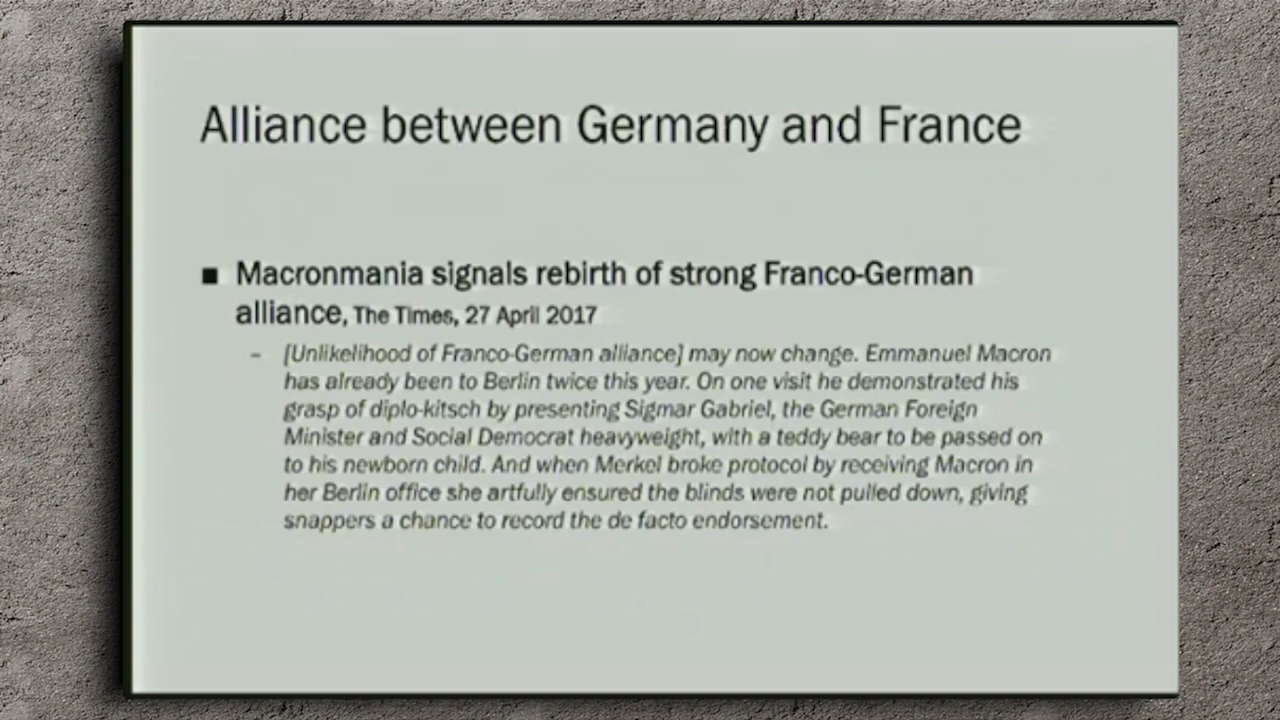 Alliance between Germany and France
■ Macronmania signals rebirth of strong Franco-German
alliance, The Times, 27 April 2017
– [Unlikelihood of Franco-German alliance] may now change. Emmanuel Macron
has already been to Berlin twice this year. On one visit he demonstrated his
grasp of diplo-kitsch by presenting Sigmar Gabriel, the German Foreign
Minister and Social Democrat heavyweight, with a teddy bear to be passed on
to his newborn child. And when Merkel broke protocol by receiving Macron in
her Berlin office she artfully ensured the blinds were not pulled down, giving
snappers a chance to record the de facto endorsement.